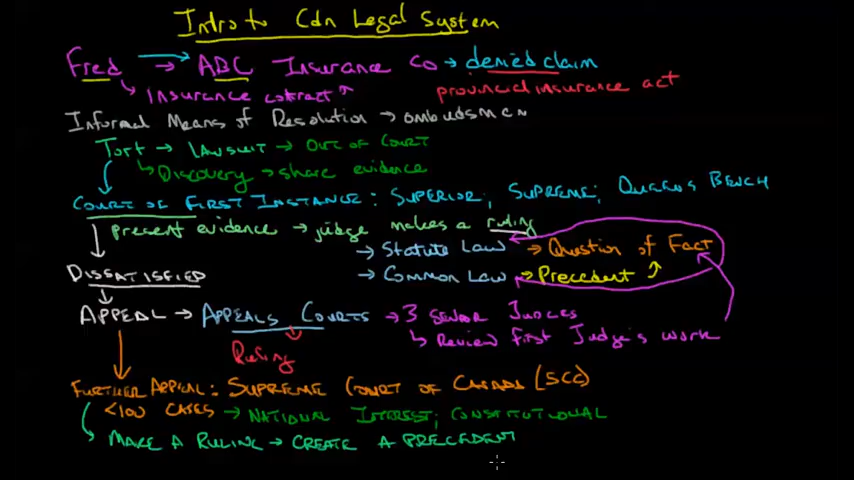 Intro to Cdn Legal System
Fred → ABC Insurance Co → denied claim
Insurance contract provincial insurance act
Informal Means of Resolution → ombudsmen
Tort → LAWSUIT → OUT OF COURT
Discovery → share evidence
COURT OF FIRST INSTANCE: SUPERIOR; SUPREME; QUEENS BENCH
present evidence → judge makes a ruling
→ Statute Law → Question of Fact
→ Common Law → Precedent
DISSATISFIED
APPEAL → APPEALS COURTS → 3 SENIOR JUDGES
Review first Judge's work
Ruling
FURTHER APPEAL: SUPREME COURT OF CANADA (SCC)
<100 CASES → NATIONAL INTEREST; CONSTITUTIONAL
MAKE A RULING → CREATE A PRECEDENT